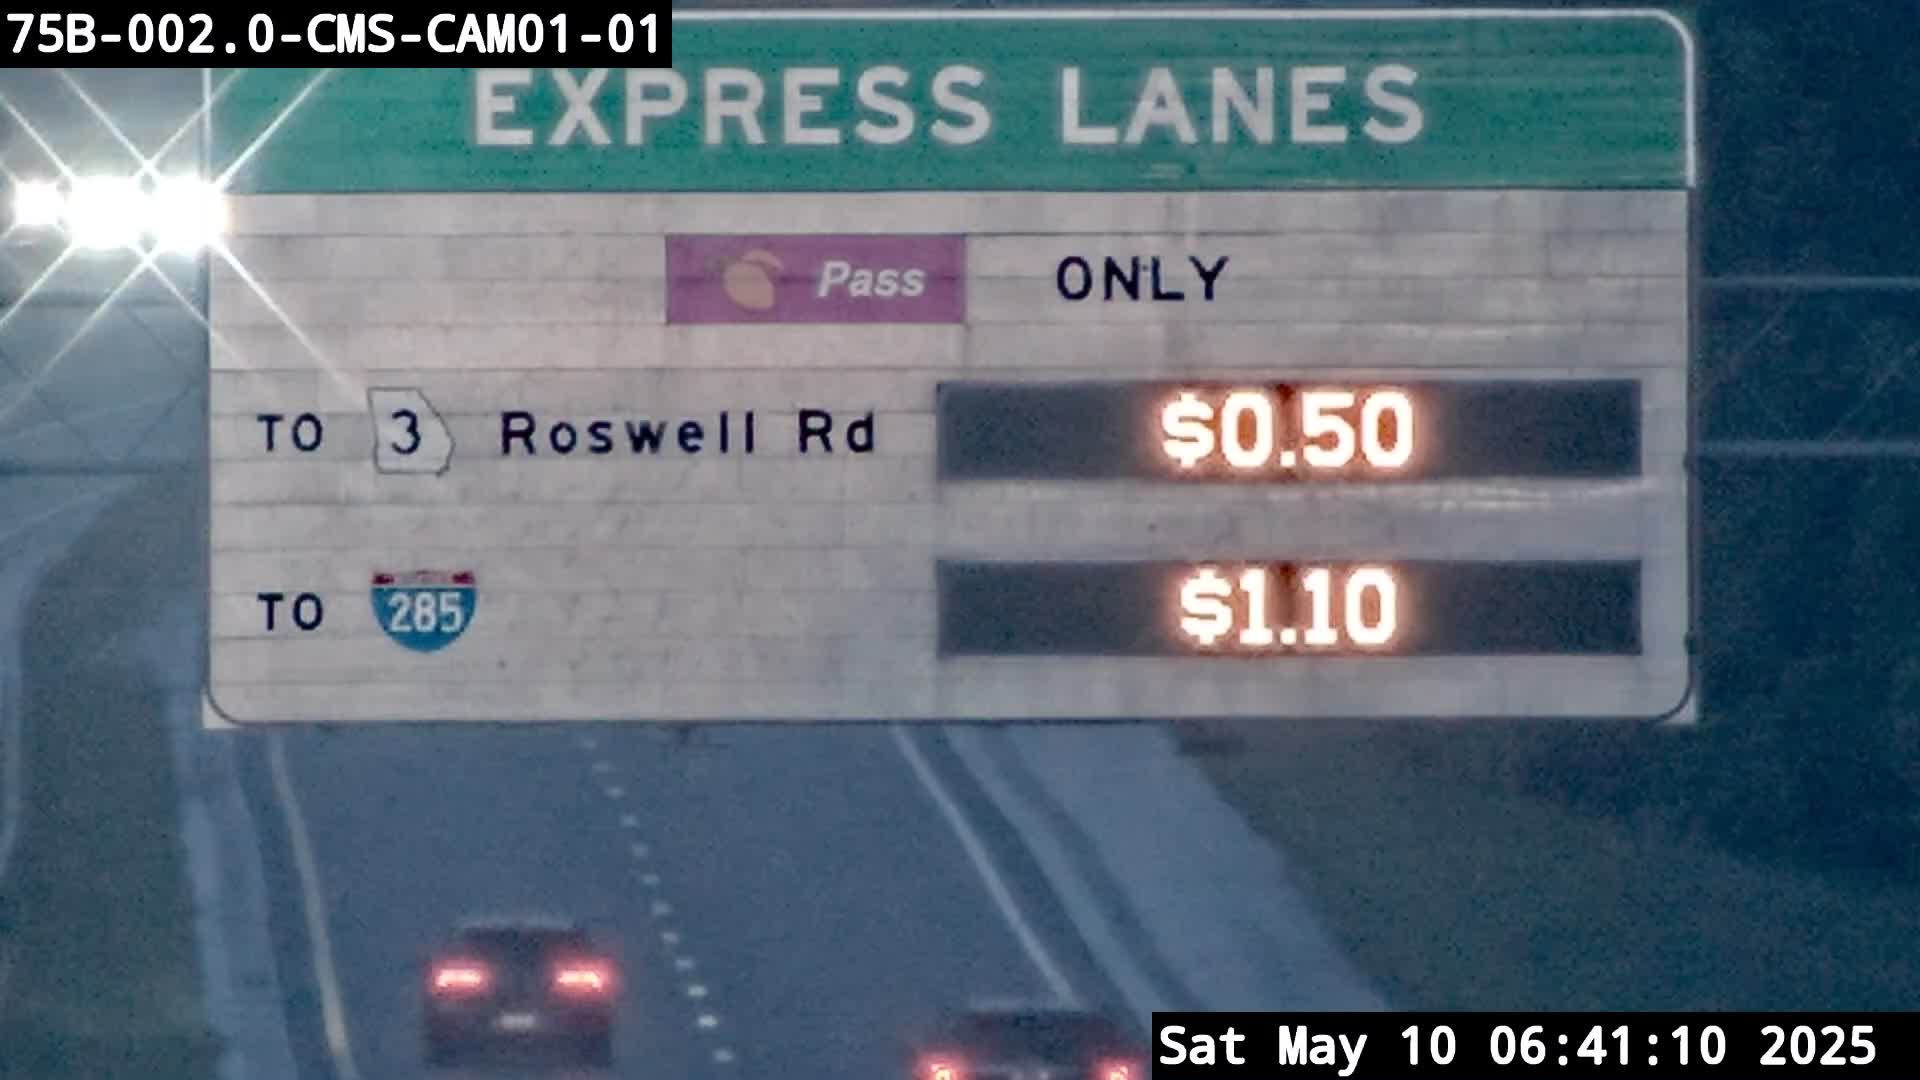 75B-002.0-CMS-CAM01-01
EXPRESS LANES
Pass ONLY
TO 3 Roswell Rd $0.50
TO 285 $1.10
Sat May 10 06:41:10 2025